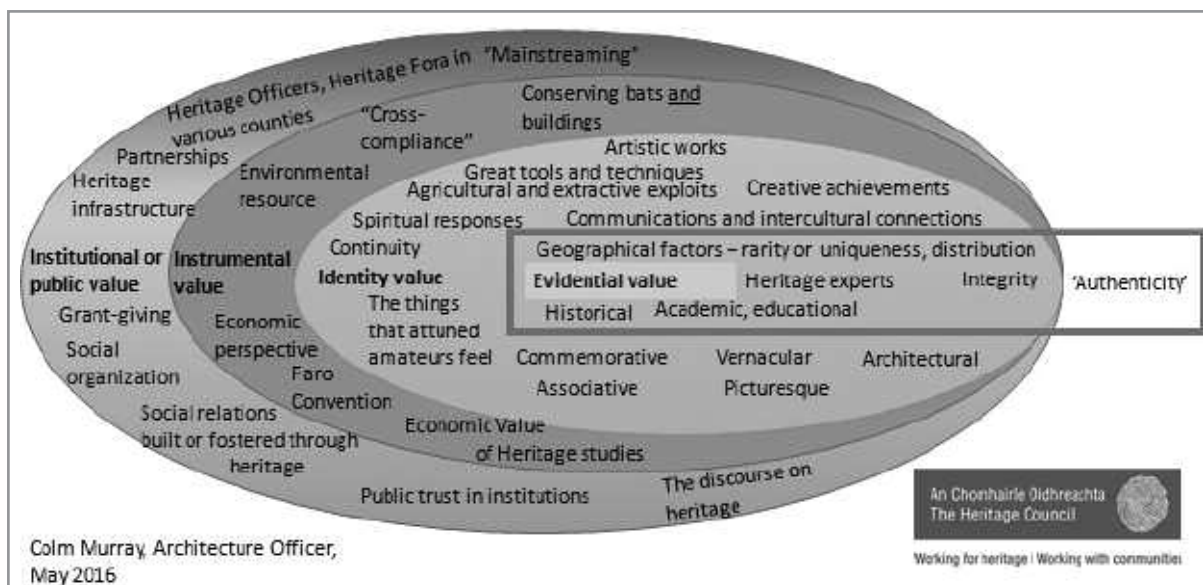 Heritage Officers, Heritage Fora in "Mainstreaming"
various counties
Partnerships
Heritage
infrastructure
Institutional or
public value
Grant-giving
Social
organization
Social relations
built or fostered through
heritage
Public trust in institutions
The discourse on
heritage
"Cross-
compliance"
Conserving bats and
buildings
Environmental
resource
Instrumental
value
Economic
perspective
Faro
Convention
Economic Value
of Heritage studies
Artistic works
Great tools and techniques
Agricultural and extractive exploits
Creative achievements
Spiritual responses
Communications and intercultural connections
Continuity
Identity value
The things
that attuned
amateurs feel
Geographical factors – rarity or uniqueness, distribution
Evidential value
Heritage experts
Integrity
'Authenticity'
Historical
Academic, educational
Commemorative
Vernacular
Architectural
Associative
Picturesque
An Chomhairle Oidhreachta
The Heritage Council
Working for heritage | Working with communities
Colm Murray, Architecture Officer,
May 2016